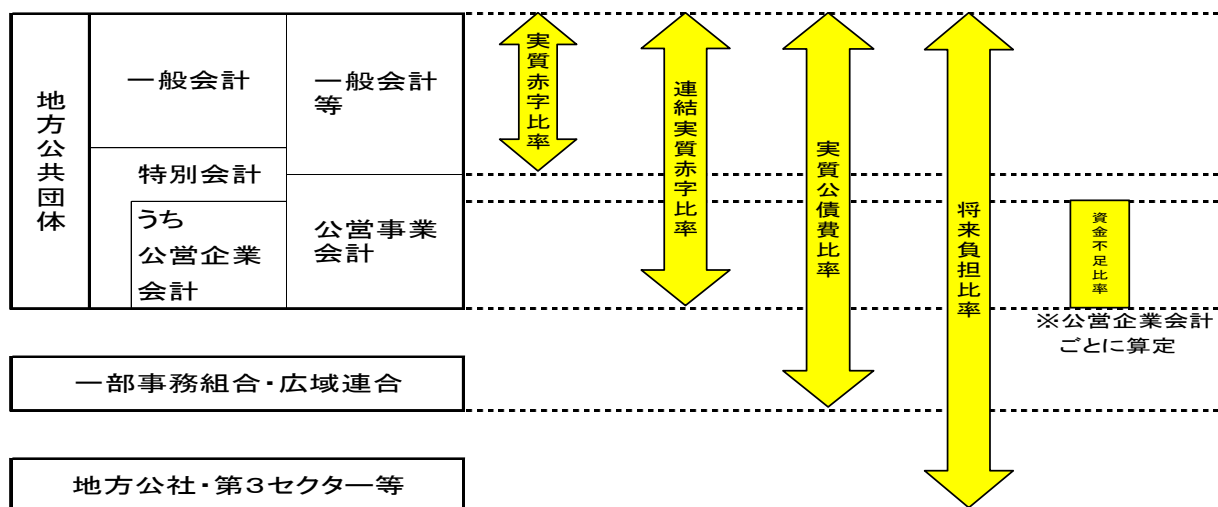 地方公共団体
一般会計
一般会計
等
特別会計
うち
公営企業
会計
公営事業
会計
実質赤字比率
連結実質赤字比率
実質公債費比率
将来負担比率
資金不足比率
※公営企業会計
ごとに算定
一部事務組合・広域連合
地方公社・第3セクター等